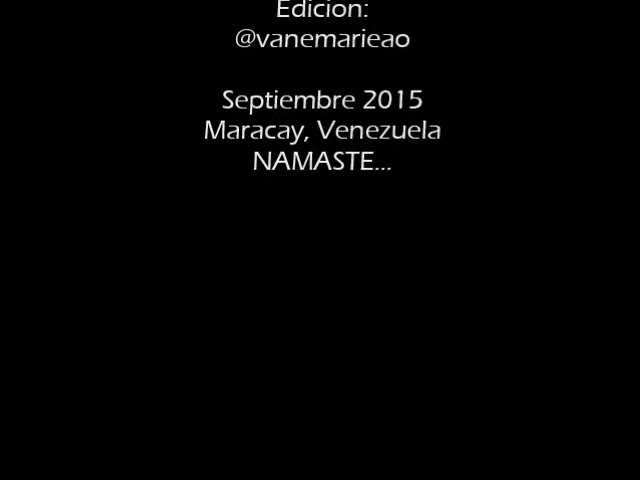 Edicion:
@vanemarieao
Septiembre 2015
Maracay, Venezuela
NAMASTE...